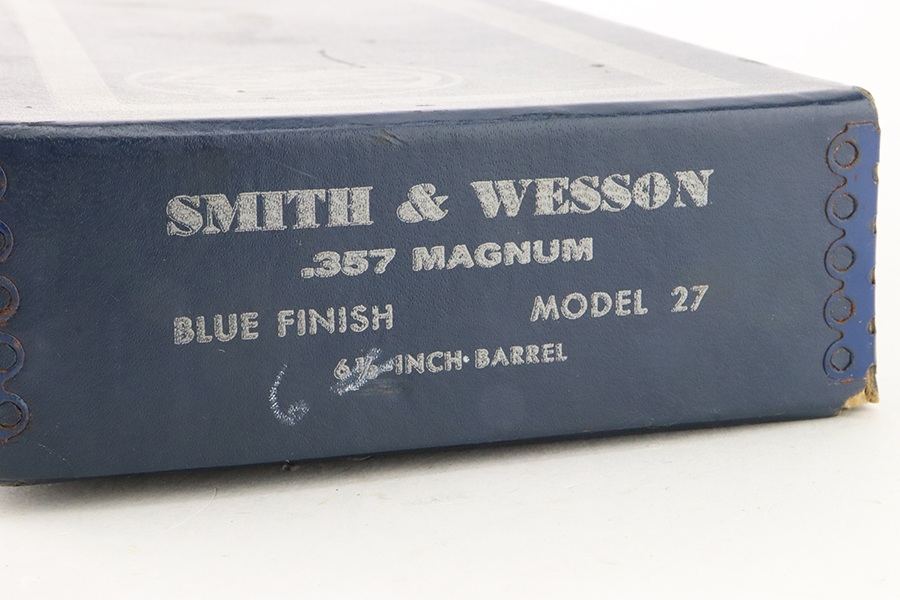 SMITH & WESSON
.357 MAGNUM
BLUE FINISH MODEL 27
6½-INCH·BARREL
6